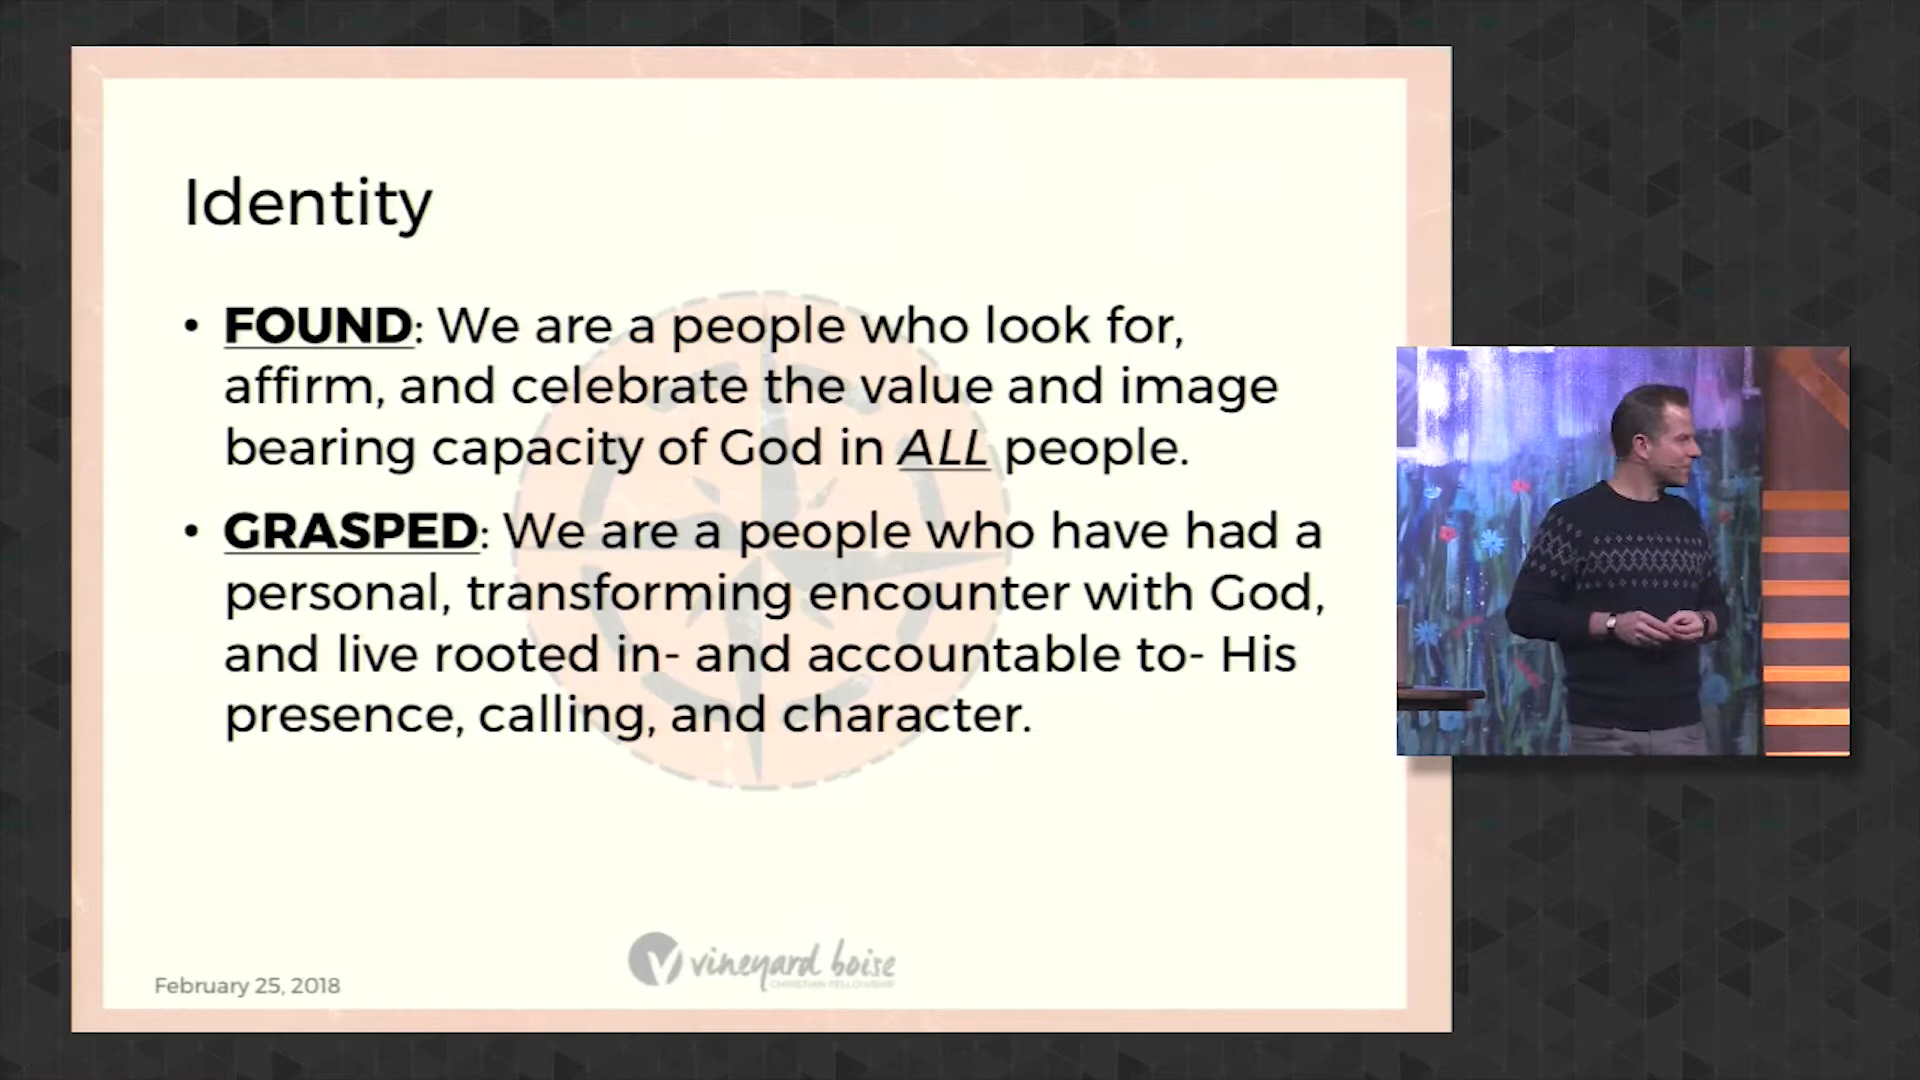 Identity
• FOUND: We are a people who look for,
affirm, and celebrate the value and image
bearing capacity of God in ALL people.
• GRASPED: We are a people who have had a
personal, transforming encounter with God,
and live rooted in- and accountable to- His
presence, calling, and character.
vineyard boise
CHRISTIAN FELLOWSHIP
February 25, 2018